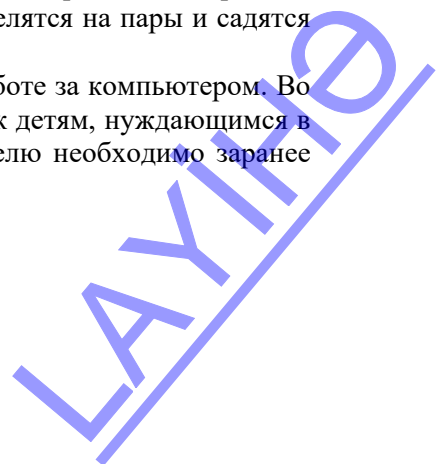 елятся на пары и садятся
боте за компьютером. Во
к детям, нуждающимся в
елю необходимо заранее
LAYİHƏ